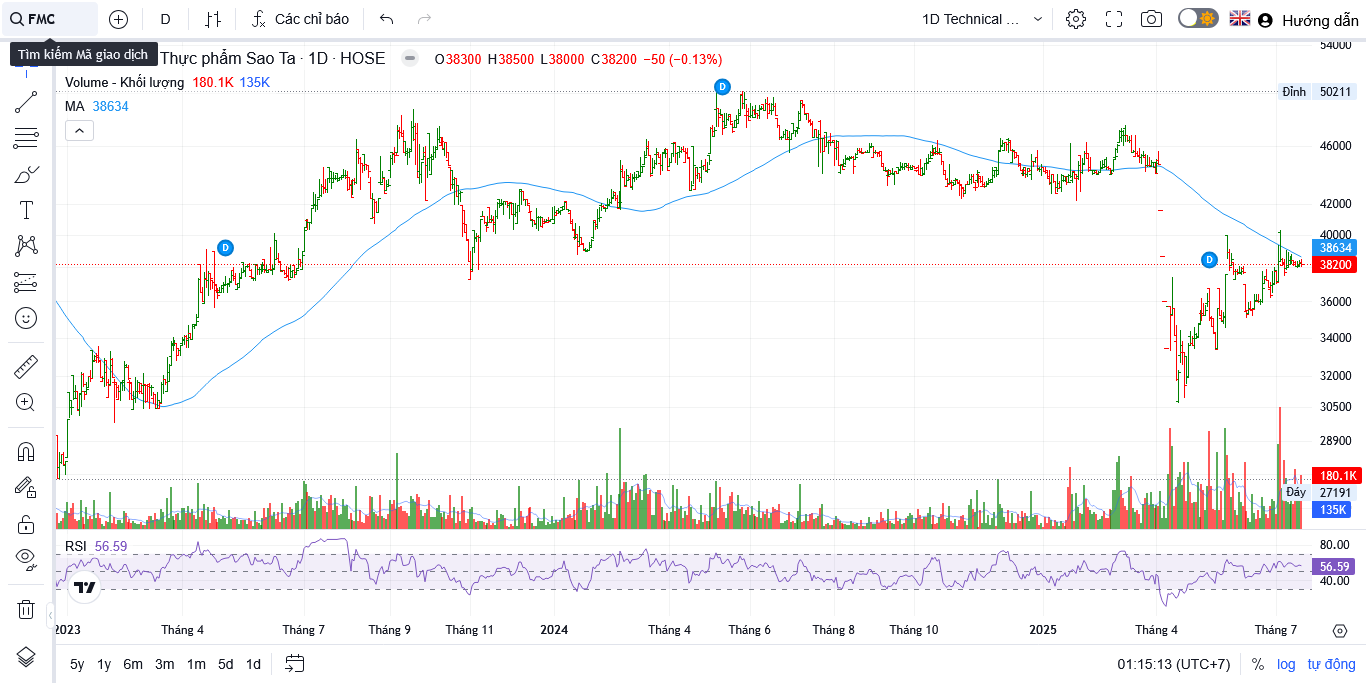 FMC
D
Các chỉ báo
1D Technical ...
Hướng dẫn
Tìm kiếm Mã giao dịch
Thực phẩm Sao Ta · 1D · HOSE
O38300 H38500 L38000 C38200 −50 (−0.13%)
Volume - Khối lượng 180.1K 135K
MA 38634
54000
Đỉnh 50211
46000
42000
40000
38634
38200
36000
34000
32000
30500
28900
180.1K
Đáy 27191
135K
D
D
D
RSI 56.59
80.00
56.59
40.00
2023 Tháng 4 Tháng 7 Tháng 9 Tháng 11 2024 Tháng 4 Tháng 6 Tháng 8 Tháng 10 2025 Tháng 4 Tháng 7
5y 1y 6m 3m 1m 5d 1d
01:15:13 (UTC+7) % log tự động